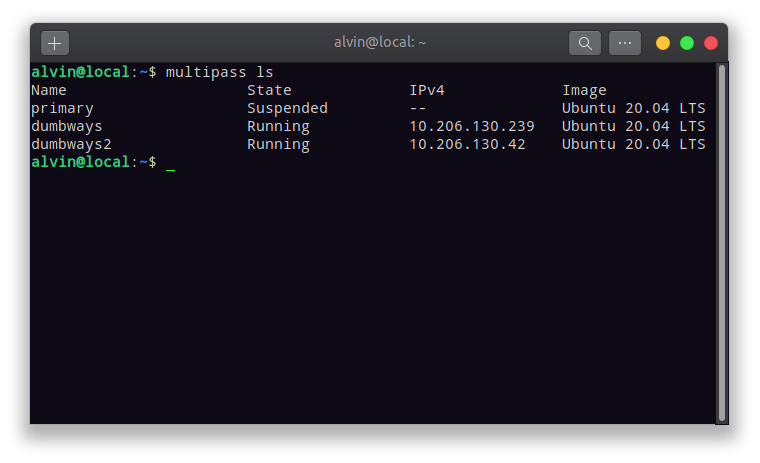 alvin@local: ~
alvin@local:~$ multipass ls
Name                    State             IPv4             Image
primary                 Suspended         --               Ubuntu 20.04 LTS
dumbways                Running           10.206.130.239   Ubuntu 20.04 LTS
dumbways2               Running           10.206.130.42    Ubuntu 20.04 LTS
alvin@local:~$ _